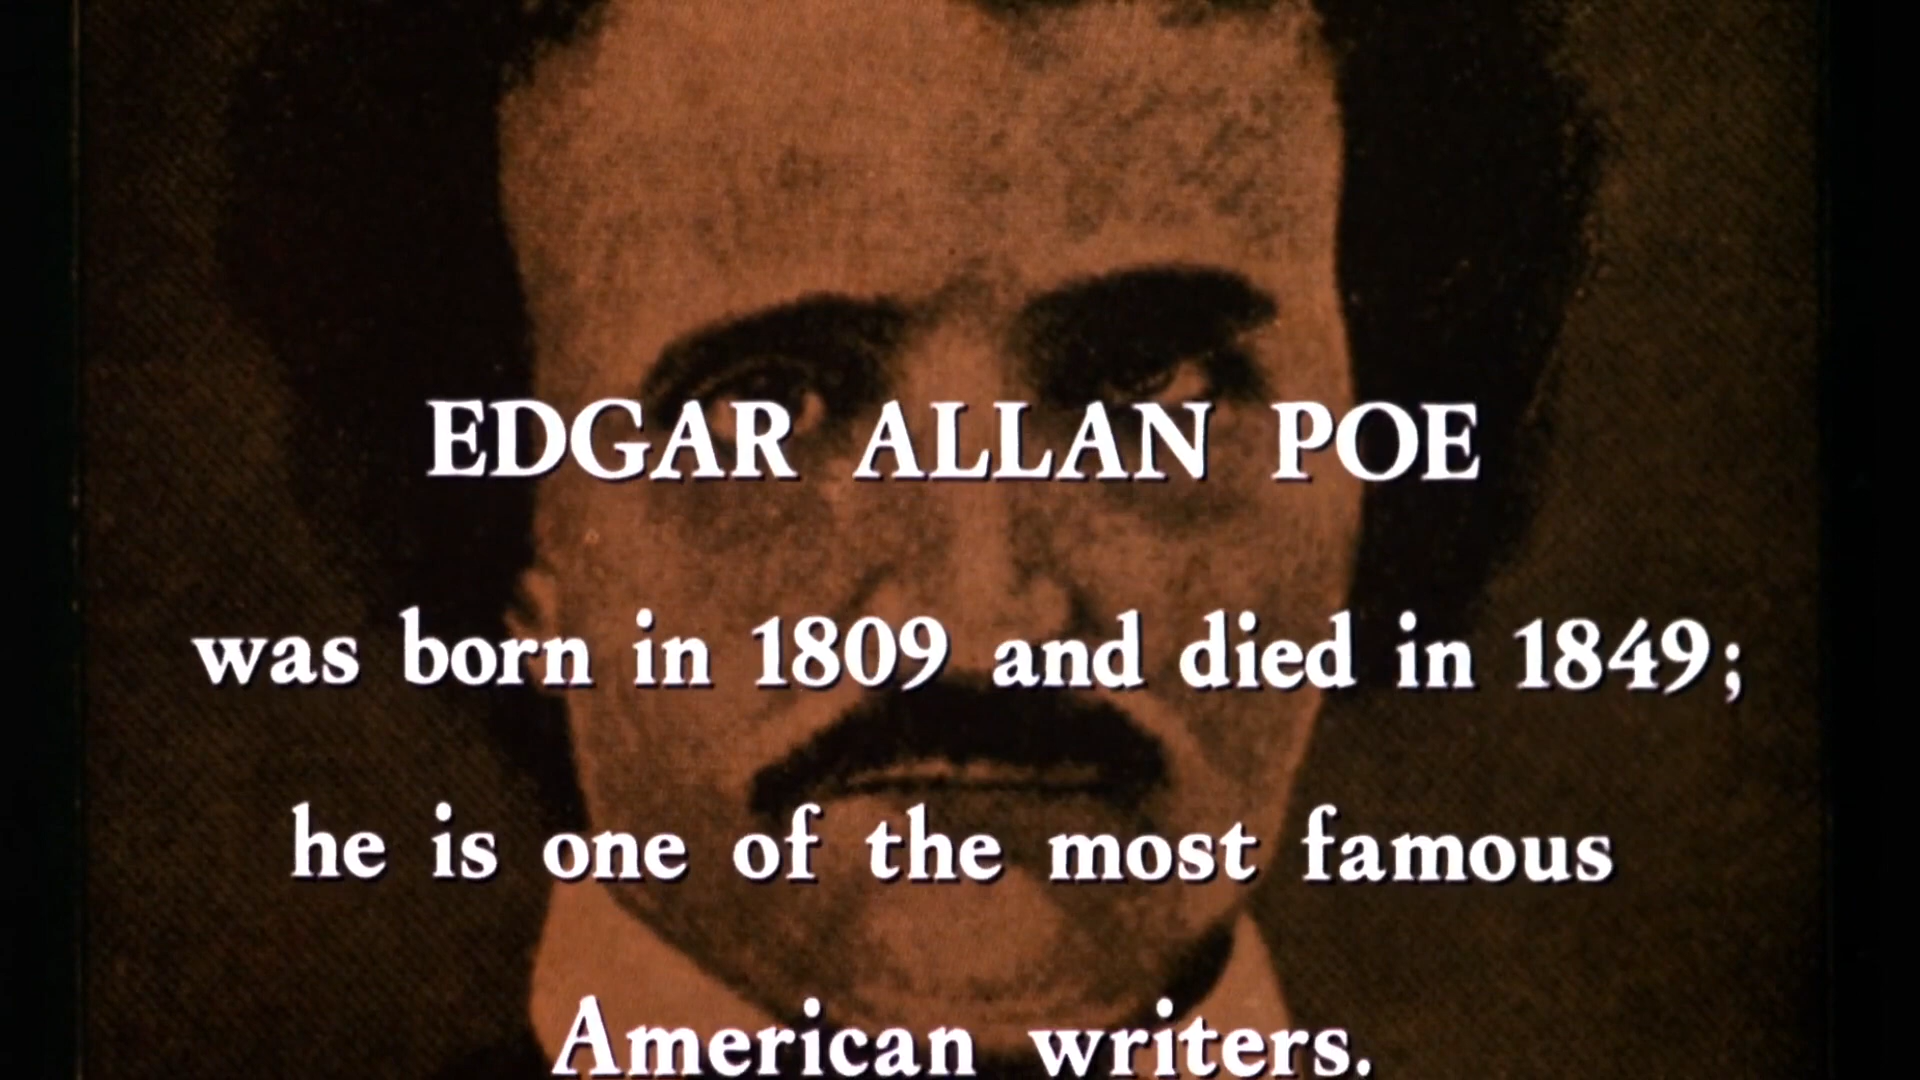 EDGAR ALLAN POE
was born in 1809 and died in 1849;
he is one of the most famous
American writers.